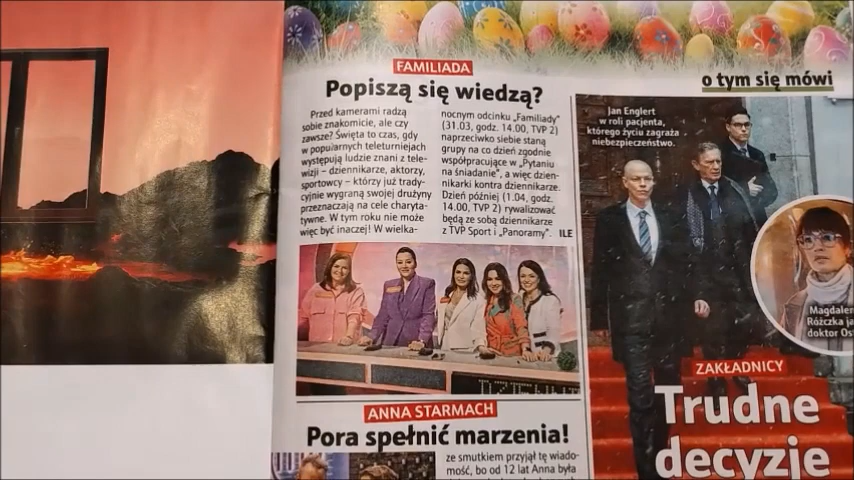 FAMILIADA
Popiszą się wiedzą?
Przed kamerami radzą
sobie znakomicie, ale czy
zawsze? Święta to czas, gdy
w popularnych teleturniejach
występują ludzie znani z tele-
wizji – dziennikarze, aktorzy,
sportowcy – którzy już trady-
cyjnie wygraną swojej drużyny
przeznaczają na cele charyta-
tywne. W tym roku nie może
więc być inaczej! W wielka-
nocnym odcinku „Familiady”
(31.03, godz. 14.00, TVP 2)
naprzeciwko siebie staną
grupy na co dzień zgodnie
współpracujące w „Pytaniu
na śniadanie”, a więc dzien-
nikarki kontra dziennikarze.
Dzień później (1.04, godz.
14.00, TVP 2) rywalizować
będą ze sobą dziennikarze
z TVP Sport i „Panoramy”. ILE
ANNA STARMACH
Pora spełnić marzenia!
ze smutkiem przyjął tę wiado-
mość, bo od 12 lat Anna była
o tym się mówi
Jan Englert
w roli pacjenta,
którego życiu zagraża
niebezpieczeństwo.
Magdalen
Różczka ja
doktor Os
ZAKŁADNICY
Trudne
decyzje